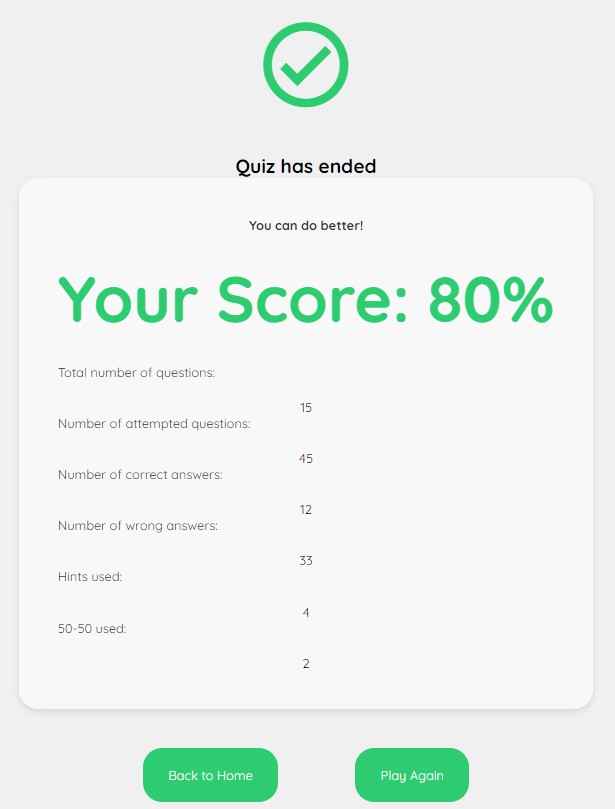 Quiz has ended
You can do better!
Your Score: 80%
Total number of questions:
15
Number of attempted questions:
45
Number of correct answers:
12
Number of wrong answers:
33
Hints used:
4
50-50 used:
2
Back to Home
Play Again